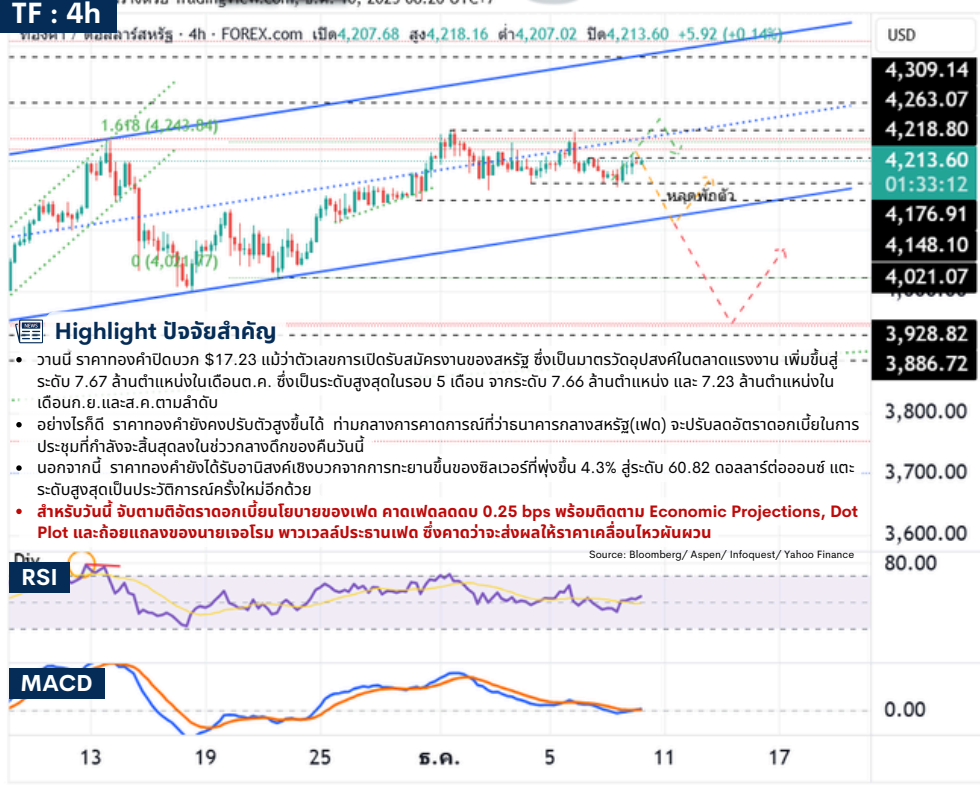 TF : 4h
TradingView.com,
ทองคำ / ดอลลาร์สหรัฐ · 4h · FOREX.com เปิด4,207.68 สูง4,218.16 ต่ำ4,207.02 ปิด4,213.60 +5.92 (+0.14%)
USD
4,309.14
4,263.07
1.618 (4,243.84)
4,218.80
4,213.60
01:33:12
4,176.91
หลุดพักตัว
4,148.10
0 (4,021.77)
4,021.07
3,928.82
3,886.72
3,800.00
3,700.00
3,600.00
NEWS
Highlight ปัจจัยสำคัญ
• วานนี้ ราคาทองคำปิดบวก $17.23 แม้ว่าตัวเลขการเปิดรับสมัครงานของสหรัฐ ซึ่งเป็นมาตรวัดอุปสงค์ในตลาดแรงงาน เพิ่มขึ้นสู่
ระดับ 7.67 ล้านตำแหน่งในเดือนต.ค. ซึ่งเป็นระดับสูงสุดในรอบ 5 เดือน จากระดับ 7.66 ล้านตำแหน่ง และ 7.23 ล้านตำแหน่งใน
เดือนก.ย.และส.ค.ตามลำดับ
• อย่างไรก็ดี ราคาทองคำยังคงปรับตัวสูงขึ้นได้ ท่ามกลางการคาดการณ์ที่ว่าธนาคารกลางสหรัฐ(เฟด) จะปรับลดอัตราดอกเบี้ยในการ
ประชุมที่กำลังจะสิ้นสุดลงในช่ววกลางดึกของคืนวันนี้
• นอกจากนี้ ราคาทองคำยังได้รับอานิสงค์เชิงบวกจากการทะยานขึ้นของซิลเวอร์ที่พุ่งขึ้น 4.3% สู่ระดับ 60.82 ดอลลาร์ต่อออนซ์ แตะ
ระดับสูงสุดเป็นประวัติการณ์ครั้งใหม่อีกด้วย
• สำหรับวันนี้ จับตามติอัตราดอกเบี้ยนโยบายของเฟด คาดเฟดลดดบ 0.25 bps พร้อมติดตาม Economic Projections, Dot
Plot และถ้อยแถลงของนายเจอโรม พาวเวลล์ประธานเฟด ซึ่งคาดว่าจะส่งผลให้ราคาเคลื่อนไหวผันผวน
Source: Bloomberg/ Aspen/ Infoquest/ Yahoo Finance
Div
RSI
80.00
MACD
0.00
13 19 25 ธ.ค. 5 11 17